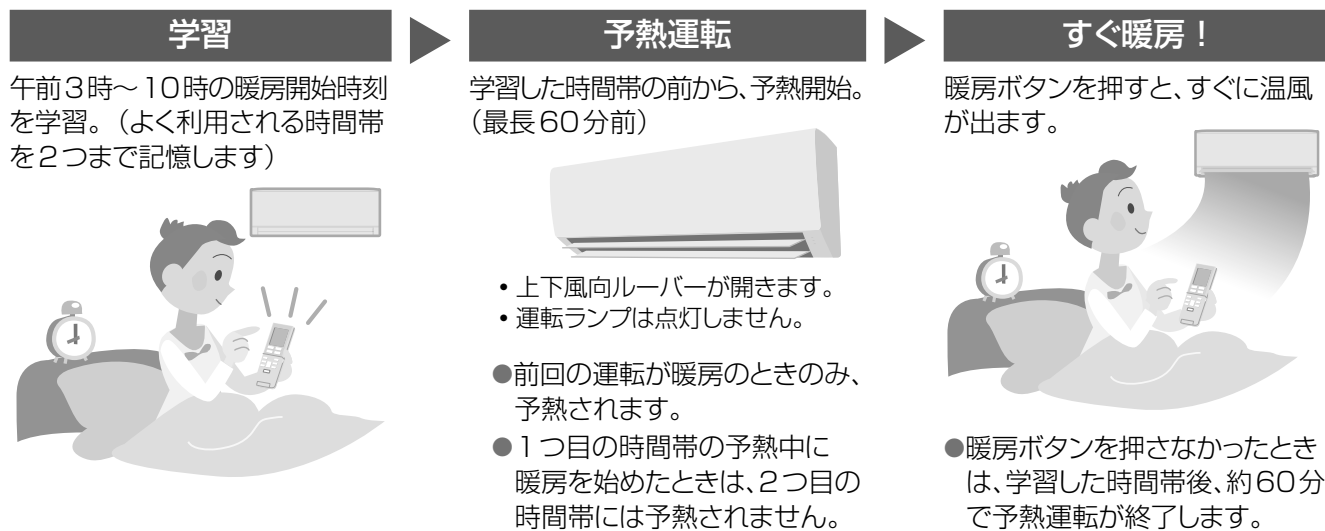 学習
午前3時～10時の暖房開始時刻
を学習。（よく利用される時間帯
を2つまで記憶します）
予熱運転
学習した時間帯の前から、予熱開始。
（最長60分前）
•上下風向ルーバーが開きます。
•運転ランプは点灯しません。
●前回の運転が暖房のときのみ、
予熱されます。
●1つ目の時間帯の予熱中に
暖房を始めたときは、2つ目の
時間帯には予熱されません。
すぐ暖房！
暖房ボタンを押すと、すぐに温風
が出ます。
●暖房ボタンを押さなかったとき
は、学習した時間帯後、約60分
で予熱運転が終了します。